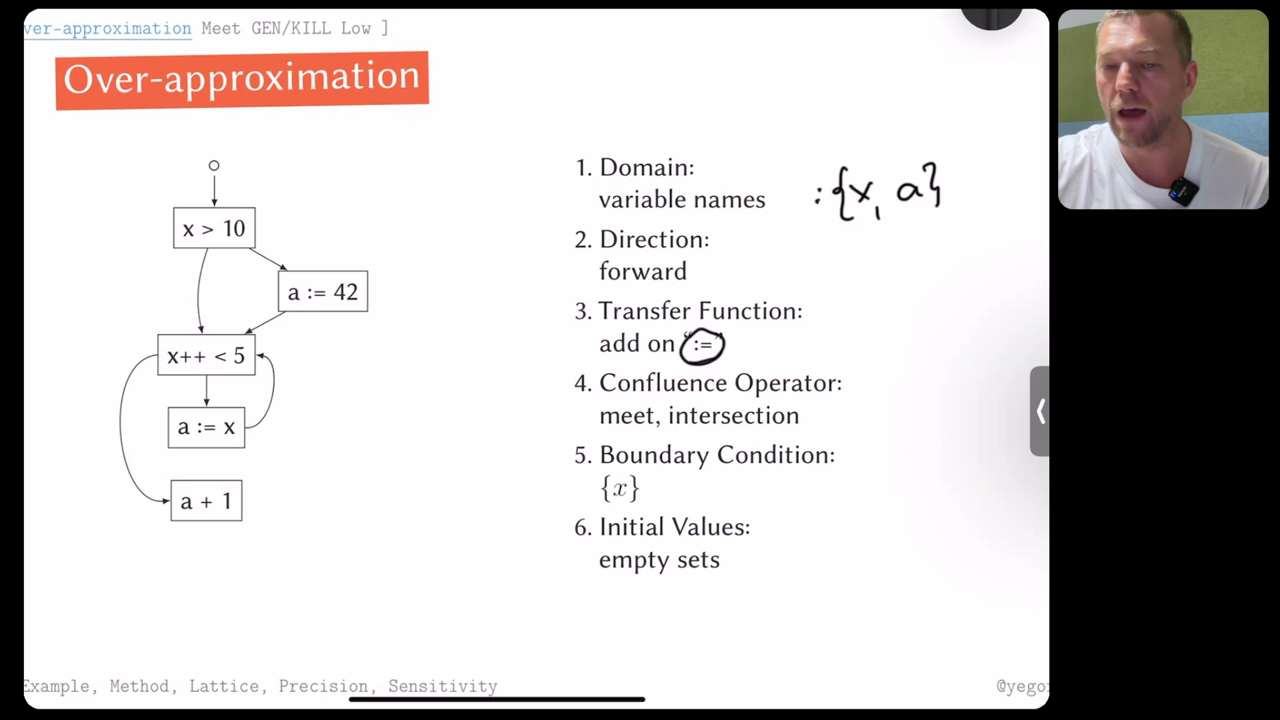 ver-approximation Meet GEN/KILL Low ]
Over-approximation
x > 10
a := 42
x++ < 5
a := x
a + 1
1. Domain:
variable names :{x, a}
2. Direction:
forward
3. Transfer Function:
add on “:=”
4. Confluence Operator:
meet, intersection
5. Boundary Condition:
{x}
6. Initial Values:
empty sets
Example, Method, Lattice, Precision, Sensitivity
@yego